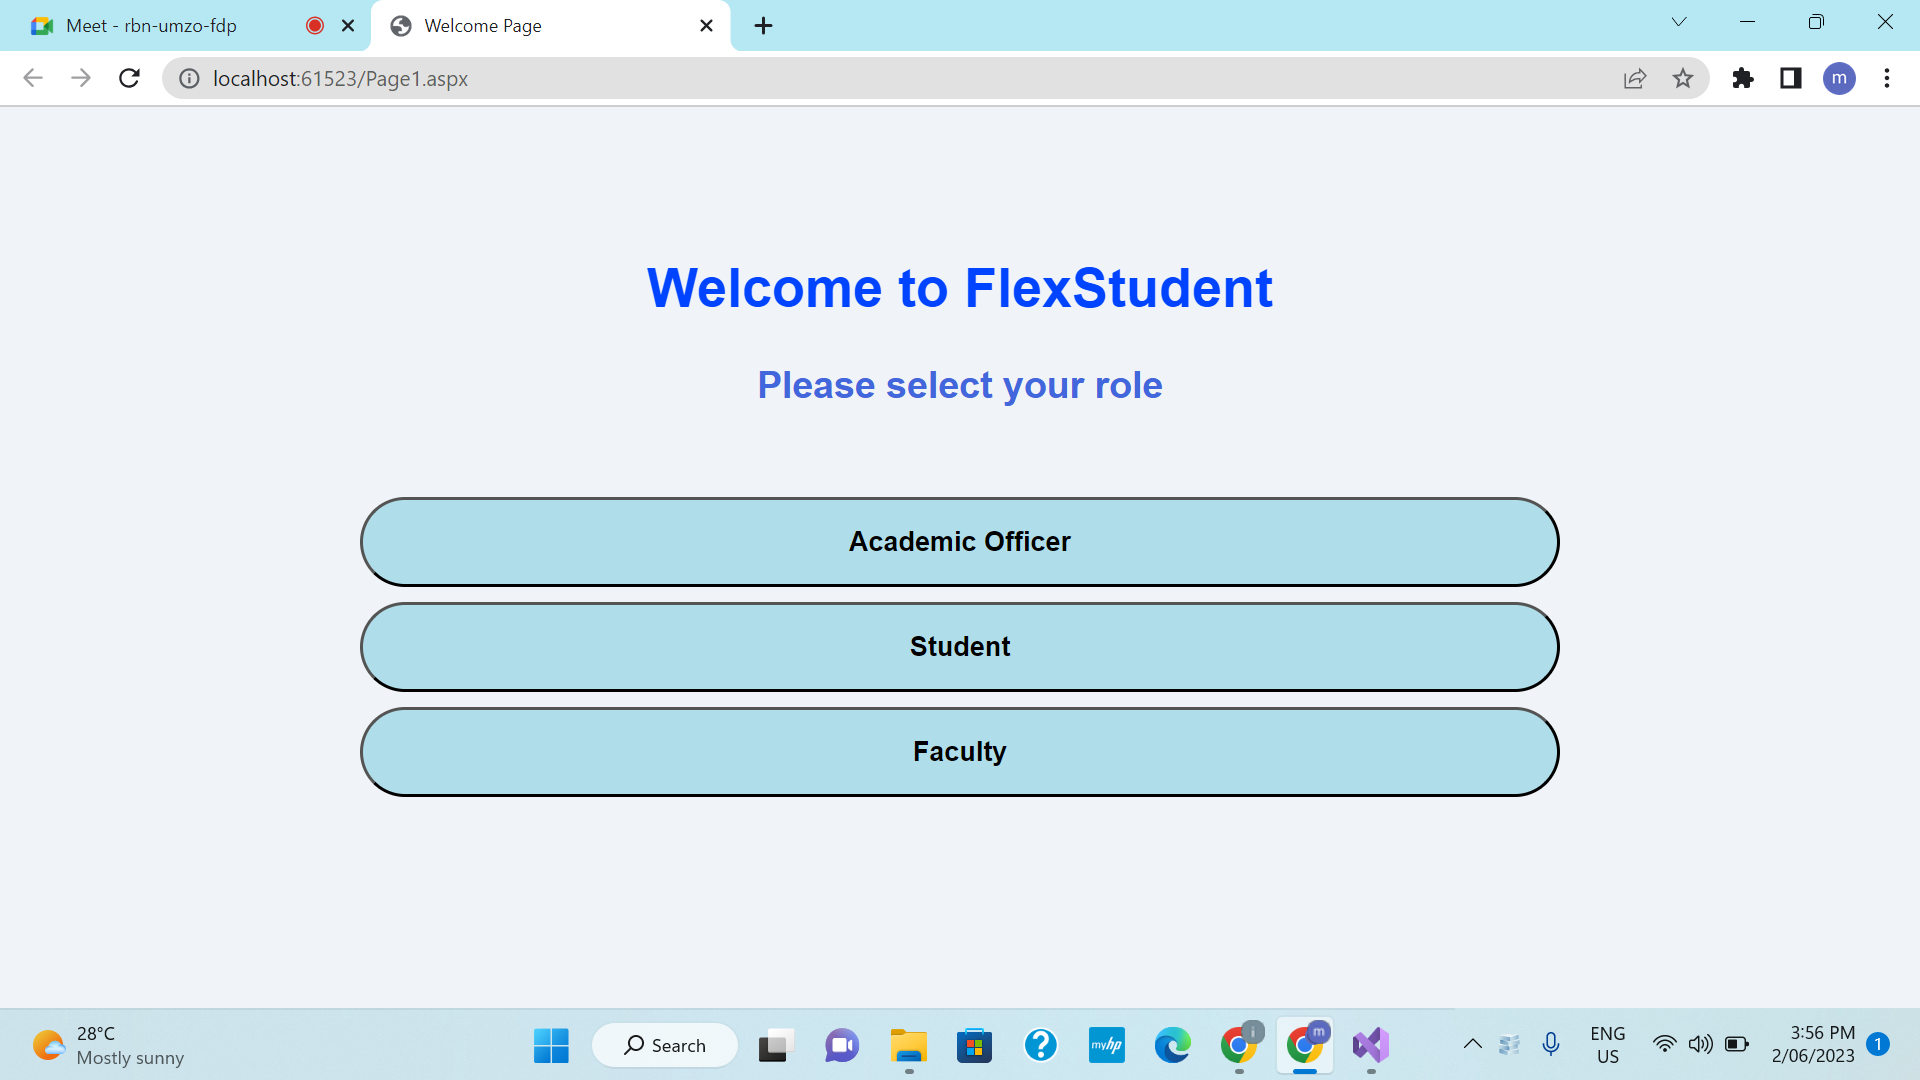 Meet - rbn-umzo-fdp
Welcome Page
localhost:61523/Page1.aspx
m
Welcome to FlexStudent
Please select your role
Academic Officer
Student
Faculty
28°C
Mostly sunny
Search
myhp
i
m
ENG
US
3:56 PM
2/06/2023
1